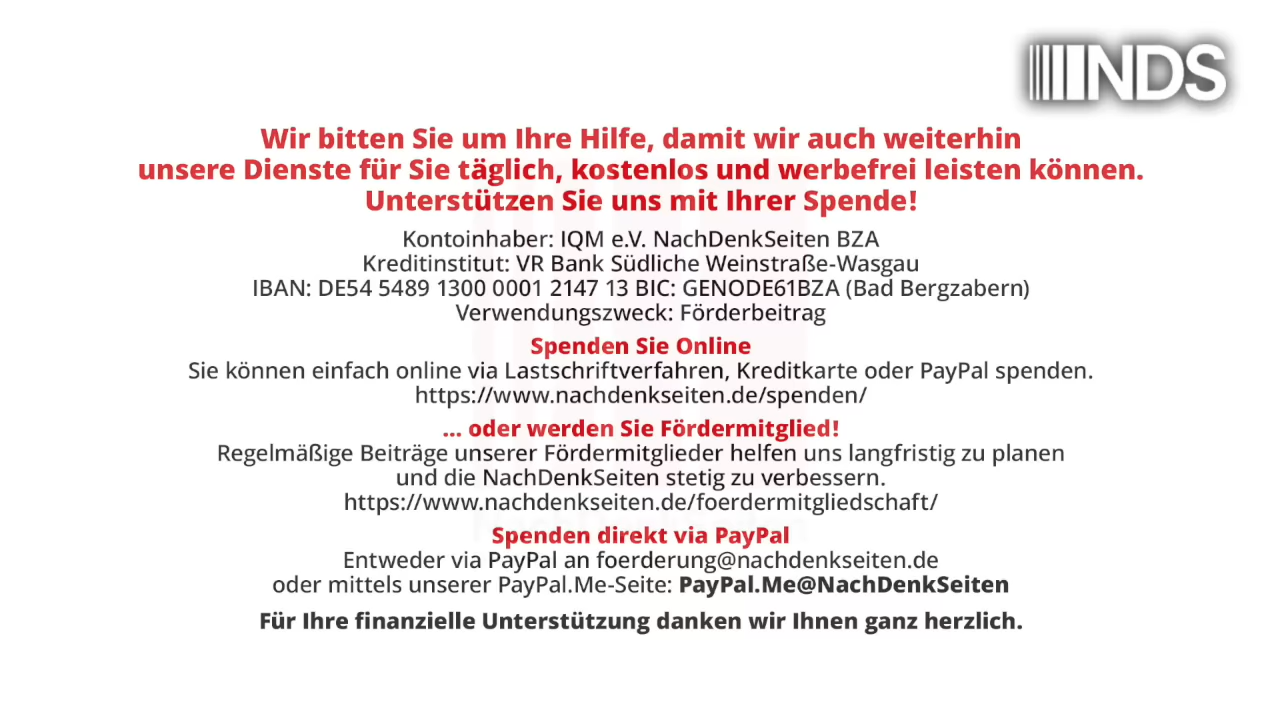 NDS
Wir bitten Sie um Ihre Hilfe, damit wir auch weiterhin
unsere Dienste für Sie täglich, kostenlos und werbefrei leisten können.
Unterstützen Sie uns mit Ihrer Spende!
Kontoinhaber: IQM e.V. NachDenkSeiten BZA
Kreditinstitut: VR Bank Südliche Weinstraße-Wasgau
IBAN: DE54 5489 1300 0001 2147 13 BIC: GENODE61BZA (Bad Bergzabern)
Verwendungszweck: Förderbeitrag
Spenden Sie Online
Sie können einfach online via Lastschriftverfahren, Kreditkarte oder PayPal spenden.
https://www.nachdenkseiten.de/spenden/
... oder werden Sie Fördermitglied!
Regelmäßige Beiträge unserer Fördermitglieder helfen uns langfristig zu planen
und die NachDenkSeiten stetig zu verbessern.
https://www.nachdenkseiten.de/foerdermitgliedschaft/
Spenden direkt via PayPal
Entweder via PayPal an foerderung@nachdenkseiten.de
oder mittels unserer PayPal.Me-Seite: PayPal.Me@NachDenkSeiten
Für Ihre finanzielle Unterstützung danken wir Ihnen ganz herzlich.